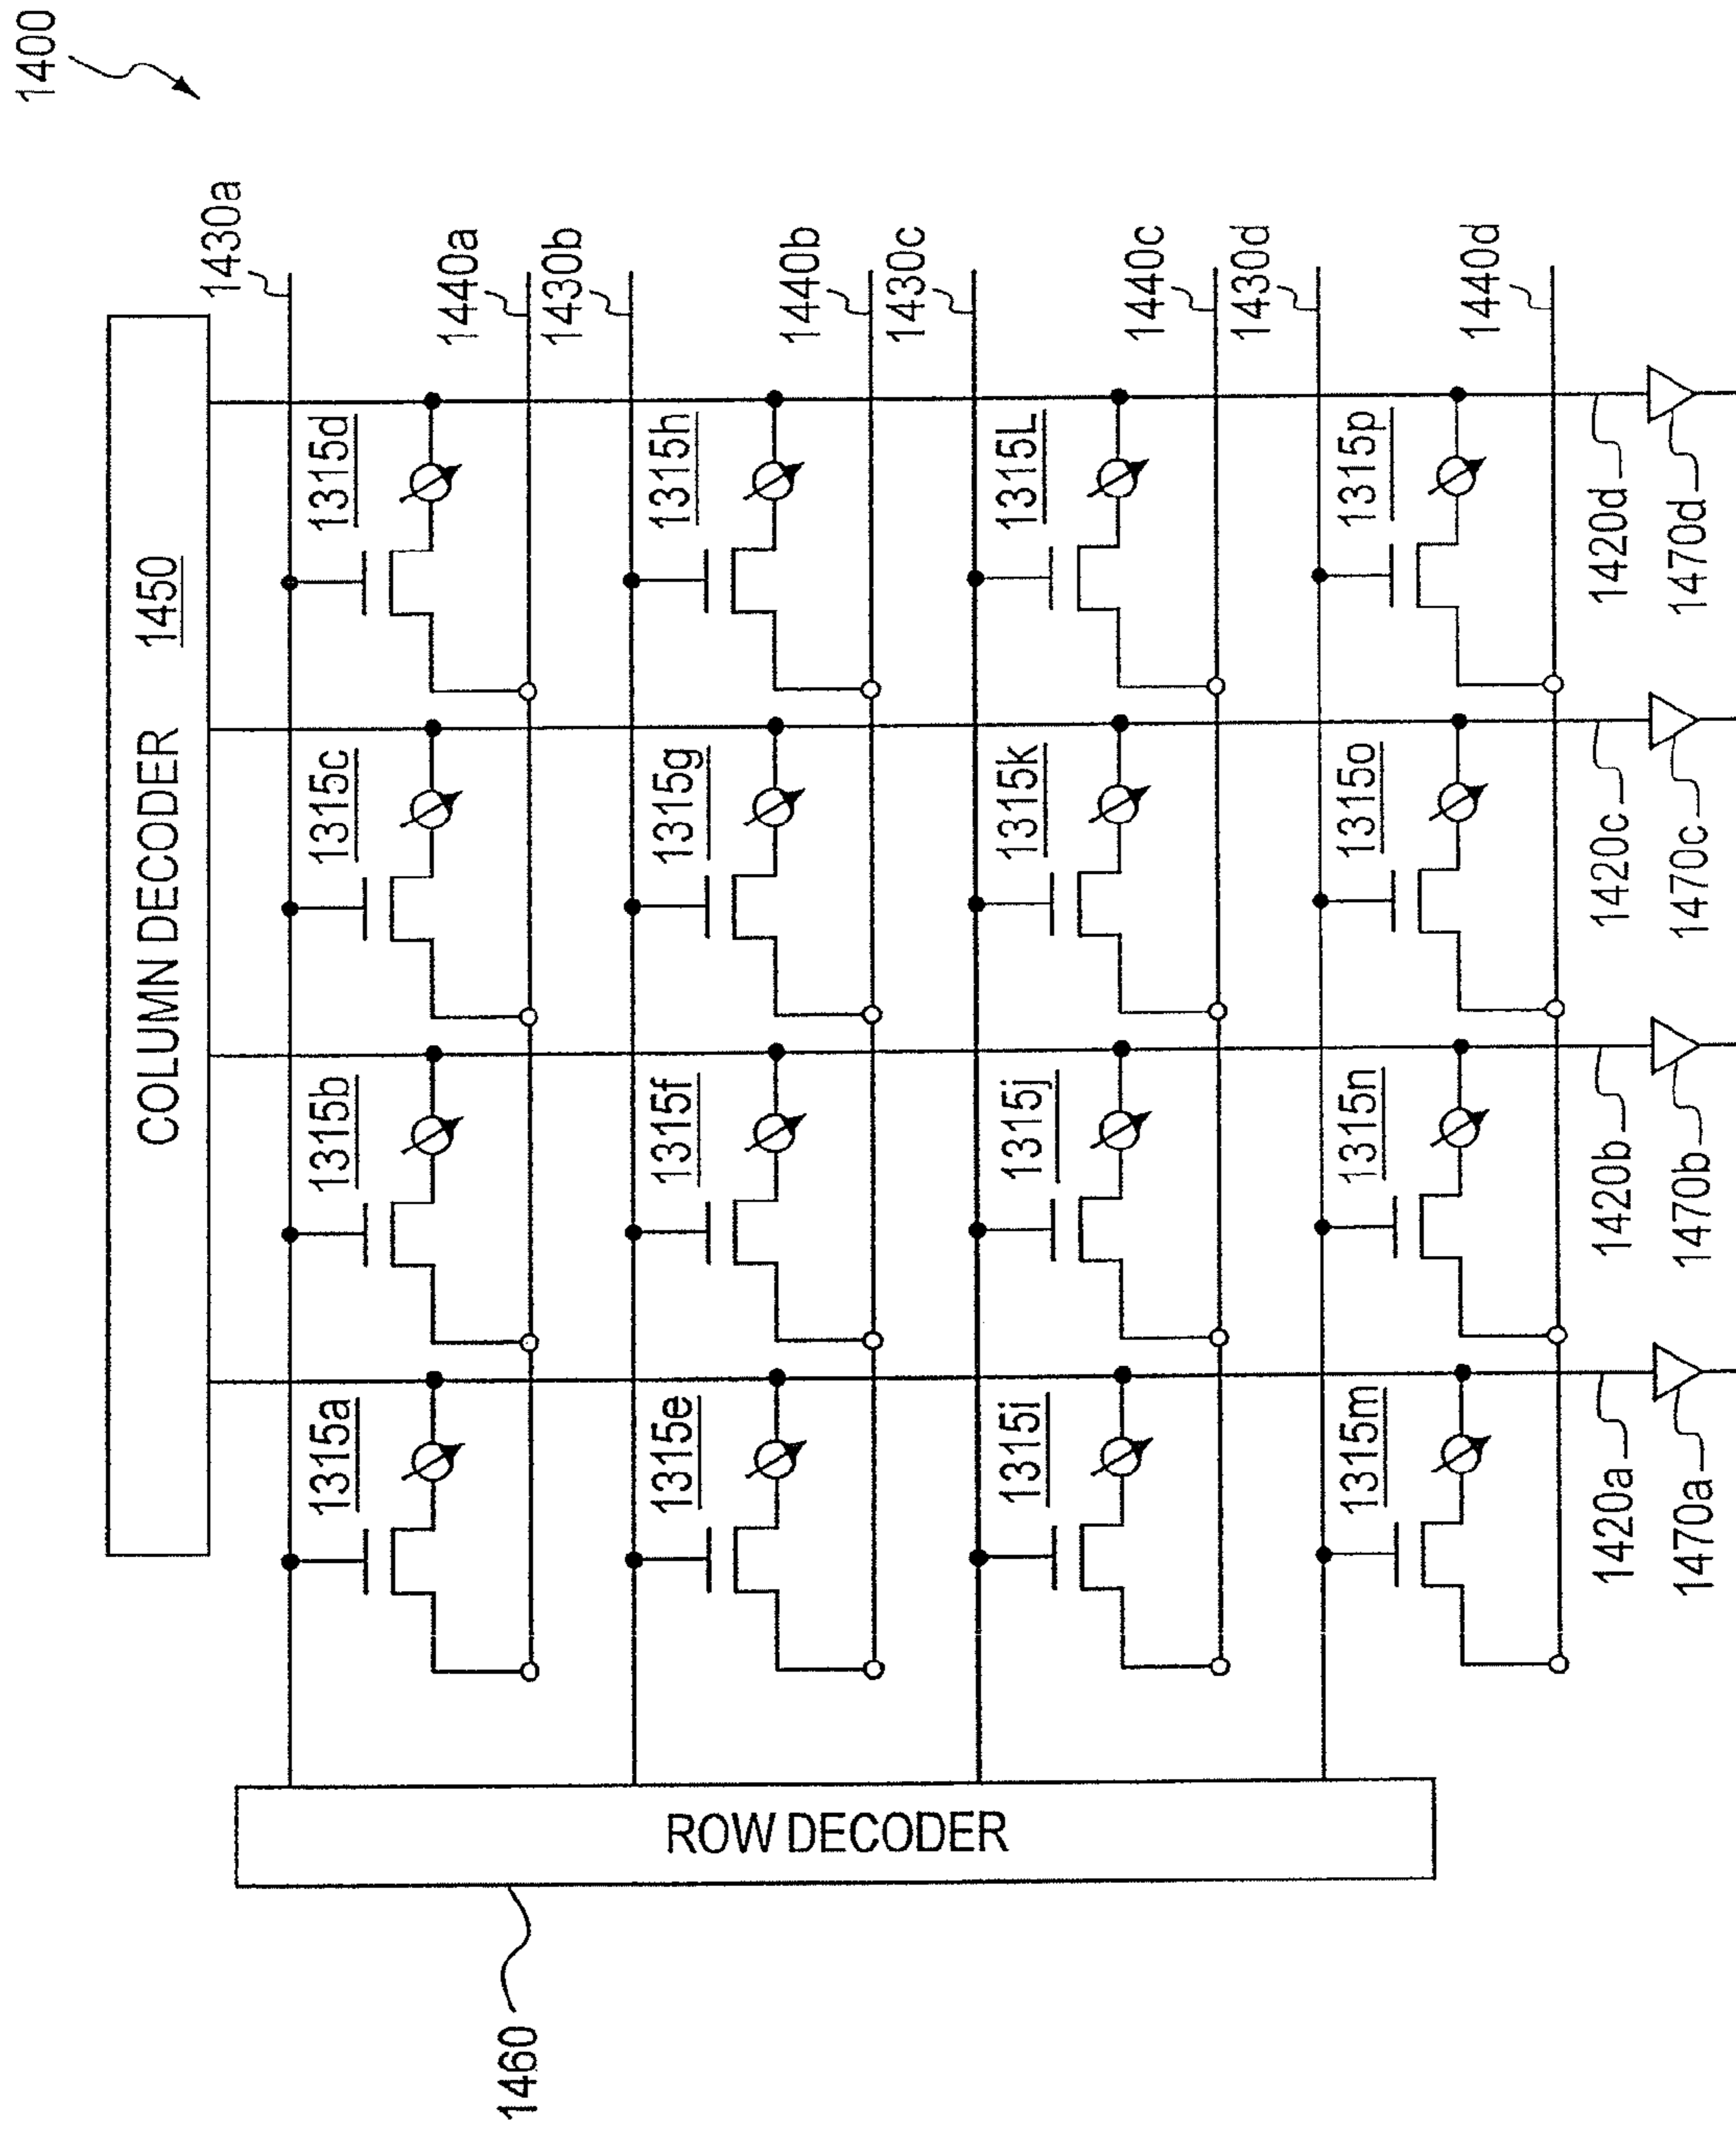 1400
COLUMN DECODER 1450
1430a
1315a 1315b 1315c 1315d
1440a
1430b
1315e 1315f 1315g 1315h
1440b
1430c
1315i 1315j 1315k 1315L
1440c
1430d
1315m 1315n 1315o 1315p
1440d
ROW DECODER
1460
1420a 1420b 1420c 1420d
1470a 1470b 1470c 1470d